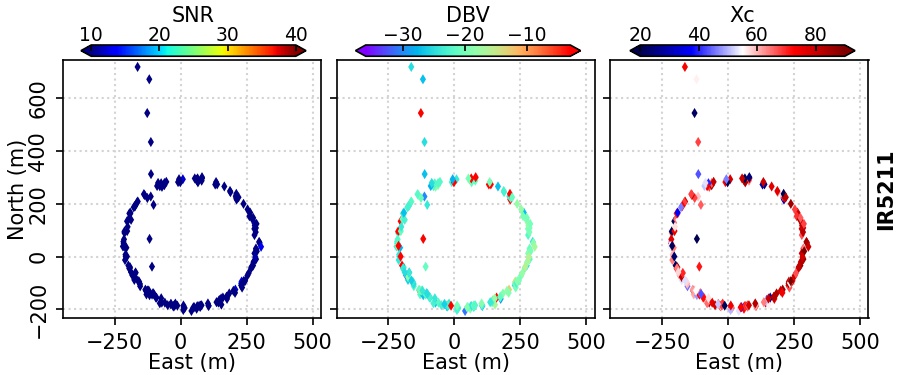 SNR DBV Xc
10 20 30 40 −30 −20 −10 20 40 60 80
600
400
200
0
−200
North (m)
−250 0 250 500 −250 0 250 500 −250 0 250 500
East (m) East (m) East (m)
IR5211